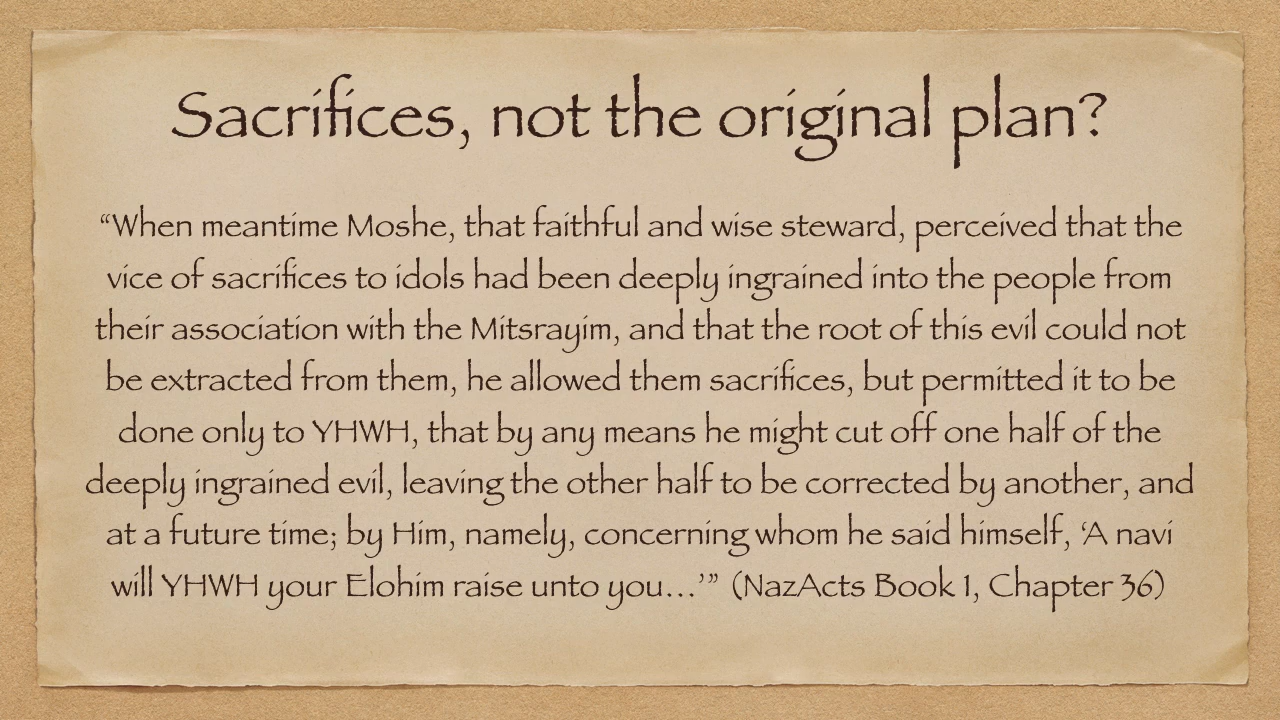 Sacrifices, not the original plan?
“When meantime Moshe, that faithful and wise steward, perceived that the
vice of sacrifices to idols had been deeply ingrained into the people from
their association with the Mitsrayim, and that the root of this evil could not
be extracted from them, he allowed them sacrifices, but permitted it to be
done only to YHWH, that by any means he might cut off one half of the
deeply ingrained evil, leaving the other half to be corrected by another, and
at a future time; by Him, namely, concerning whom he said himself, ‘A navi
will YHWH your Elohim raise unto you…’” (NazActs Book 1, Chapter 36)